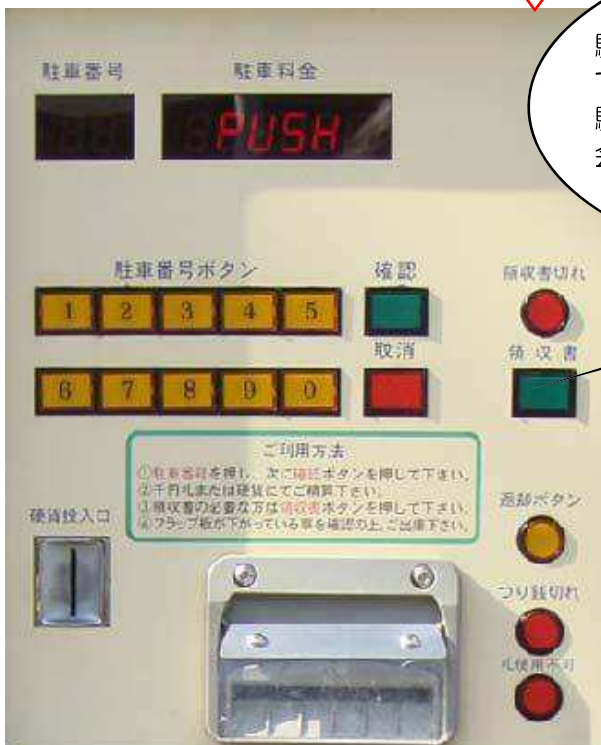 駐車番号 駐車料金
PUSH
駐車番号ボタン 確認 領収書切れ
1 2 3 4 5
取消 領収書
6 7 8 9 0
ご利用方法
①駐車番号を押し、次に確認ボタンを押して下さい。
②千円札または硬貨にてご精算下さい。
③領収書の必要な方は領収書ボタンを押して下さい。
④フラップ板が下がっている事を確認の上、ご出庫下さい。
硬貨投入口 返却ボタン
つり銭切れ
札使用不可